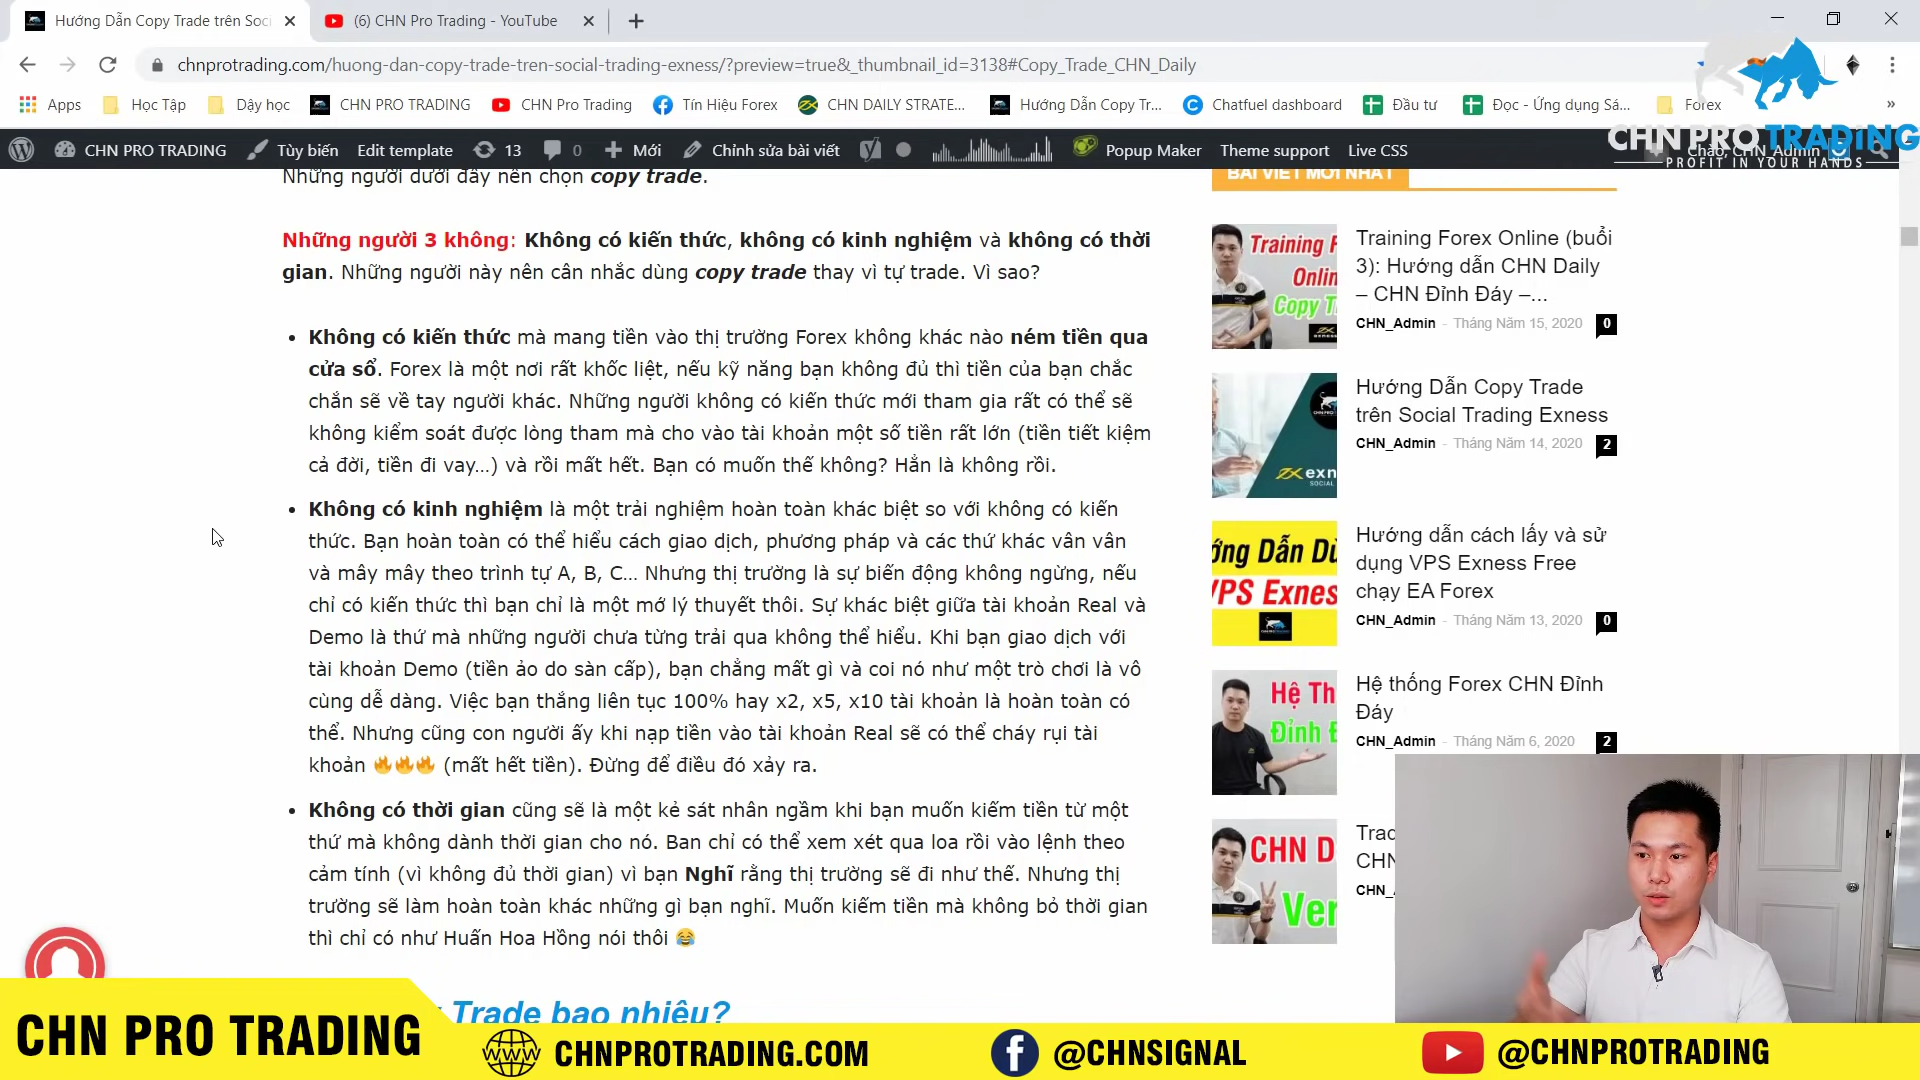 Hướng Dẫn Copy Trade trên Soci
(6) CHN Pro Trading - YouTube
chnprotrading.com/huong-dan-copy-trade-tren-social-trading-exness/?preview=true&_thumbnail_id=3138#Copy_Trade_CHN_Daily
Apps Học Tập Dậy học CHN PRO TRADING CHN Pro Trading Tín Hiệu Forex CHN DAILY STRATE... Hướng Dẫn Copy Tr... Chatfuel dashboard Đầu tư Đọc - Ứng dụng Sá... Forex »
CHN PRO TRADING
PROFIT IN YOUR HANDS
CHN PRO TRADING Tùy biến Edit template 13 0 Mới Chỉnh sửa bài viết Popup Maker Theme support Live CSS Chào, CHN_Admin
Những người dưới đây nên chọn copy trade.
Những người 3 không: Không có kiến thức, không có kinh nghiệm và không có thời
gian. Những người này nên cân nhắc dùng copy trade thay vì tự trade. Vì sao?
Không có kiến thức mà mang tiền vào thị trường Forex không khác nào ném tiền qua
cửa sổ. Forex là một nơi rất khốc liệt, nếu kỹ năng bạn không đủ thì tiền của bạn chắc
chắn sẽ về tay người khác. Những người không có kiến thức mới tham gia rất có thể sẽ
không kiểm soát được lòng tham mà cho vào tài khoản một số tiền rất lớn (tiền tiết kiệm
cả đời, tiền đi vay...) và rồi mất hết. Bạn có muốn thế không? Hẳn là không rồi.
Không có kinh nghiệm là một trải nghiệm hoàn toàn khác biệt so với không có kiến
thức. Bạn hoàn toàn có thể hiểu cách giao dịch, phương pháp và các thứ khác vân vân
và mây mây theo trình tự A, B, C... Nhưng thị trường là sự biến động không ngừng, nếu
chỉ có kiến thức thì bạn chỉ là một mớ lý thuyết thôi. Sự khác biệt giữa tài khoản Real và
Demo là thứ mà những người chưa từng trải qua không thể hiểu. Khi bạn giao dịch với
tài khoản Demo (tiền ảo do sàn cấp), bạn chẳng mất gì và coi nó như một trò chơi là vô
cùng dễ dàng. Việc bạn thắng liên tục 100% hay x2, x5, x10 tài khoản là hoàn toàn có
thể. Nhưng cũng con người ấy khi nạp tiền vào tài khoản Real sẽ có thể cháy rụi tài
khoản 🔥🔥🔥 (mất hết tiền). Đừng để điều đó xảy ra.
Không có thời gian cũng sẽ là một kẻ sát nhân ngầm khi bạn muốn kiếm tiền từ một
thứ mà không dành thời gian cho nó. Ban chỉ có thể xem xét qua loa rồi vào lệnh theo
cảm tính (vì không đủ thời gian) vì bạn Nghĩ rằng thị trường sẽ đi như thế. Nhưng thị
trường sẽ làm hoàn toàn khác những gì bạn nghĩ. Muốn kiếm tiền mà không bỏ thời gian
thì chỉ có như Huấn Hoa Hồng nói thôi 😂
Trade bao nhiêu?
BÀI VIẾT MỚI NHẤT
Training F
Online
Copy T
Training Forex Online (buổi
3): Hướng dẫn CHN Daily
– CHN Đỉnh Đáy –...
CHN_Admin - Tháng Năm 15, 2020 0
exn
SOCIAL
Hướng Dẫn Copy Trade
trên Social Trading Exness
CHN_Admin - Tháng Năm 14, 2020 2
ớng Dẫn Dù
VPS Exness
Hướng dẫn cách lấy và sử
dụng VPS Exness Free
chạy EA Forex
CHN_Admin - Tháng Năm 13, 2020 0
Hệ Th
Đỉnh Đ
Hệ thống Forex CHN Đỉnh
Đáy
CHN_Admin - Tháng Năm 6, 2020 2
CHN D
Ver
Trad
CHN
CHN_
CHN PRO TRADING
WWW CHNPROTRADING.COM
@CHNSIGNAL
@CHNPROTRADING